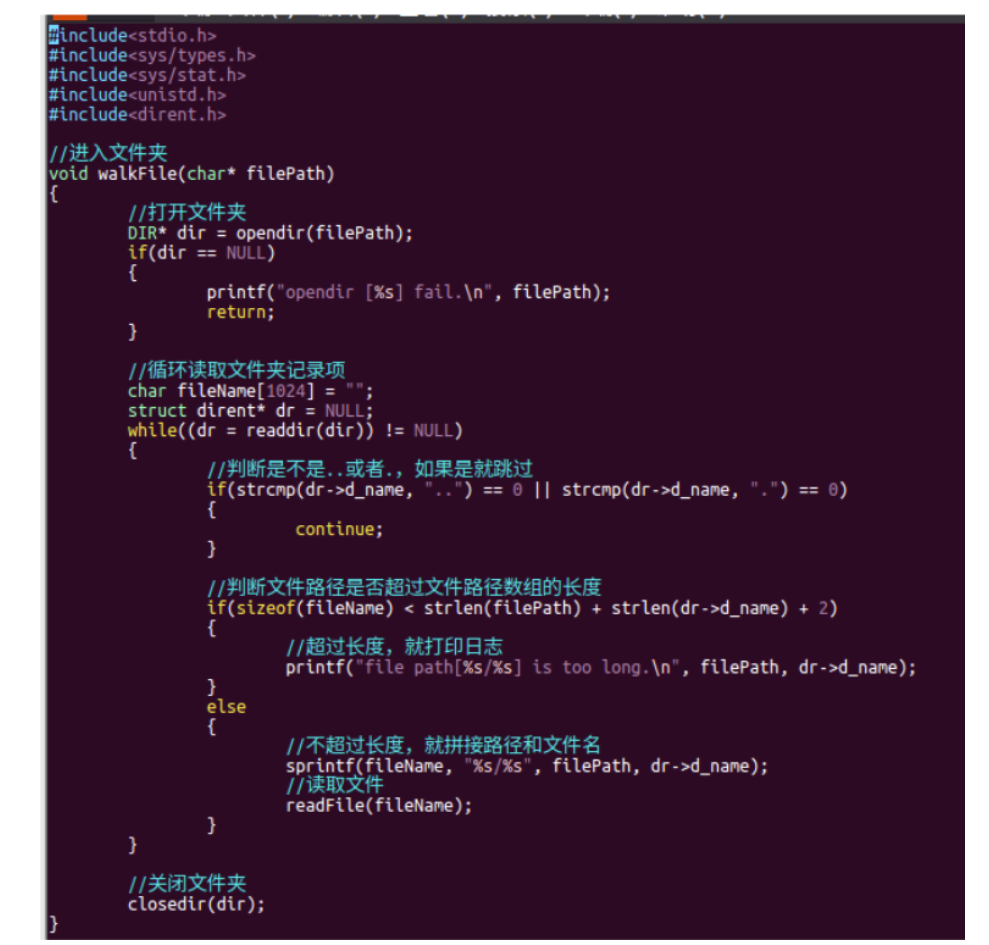 #include<stdio.h>
#include<sys/types.h>
#include<sys/stat.h>
#include<unistd.h>
#include<dirent.h>
//进入文件夹
void walkFile(char* filePath)
{
//打开文件夹
DIR* dir = opendir(filePath);
if(dir == NULL)
{
printf("opendir [%s] fail.\n", filePath);
return;
}
//循环读取文件夹记录项
char fileName[1024] = "";
struct dirent* dr = NULL;
while((dr = readdir(dir)) != NULL)
{
//判断是不是..或者.，如果是就跳过
if(strcmp(dr->d_name, "..") == 0 || strcmp(dr->d_name, ".") == 0)
{
continue;
}
//判断文件路径是否超过文件路径数组的长度
if(sizeof(fileName) < strlen(filePath) + strlen(dr->d_name) + 2)
{
//超过长度，就打印日志
printf("file path[%s/%s] is too long.\n", filePath, dr->d_name);
}
else
{
//不超过长度，就拼接路径和文件名
sprintf(fileName, "%s/%s", filePath, dr->d_name);
//读取文件
readFile(fileName);
}
}
//关闭文件夹
closedir(dir);
}